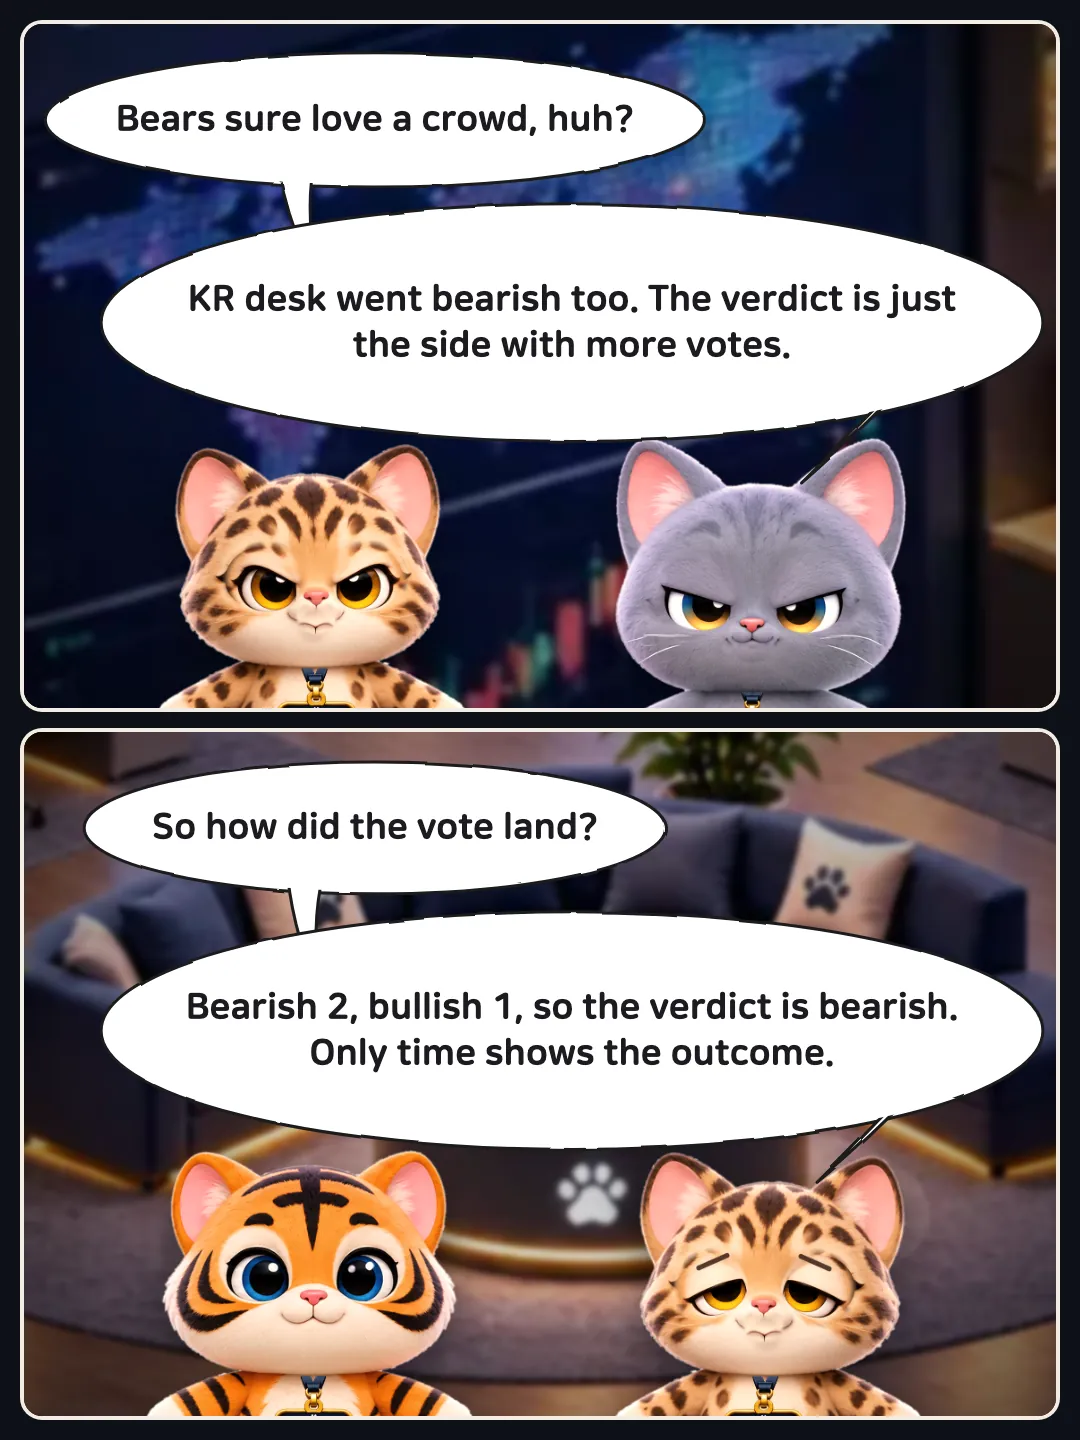 Bears sure love a crowd, huh?
KR desk went bearish too. The verdict is just
the side with more votes.
So how did the vote land?
Bearish 2, bullish 1, so the verdict is bearish.
Only time shows the outcome.